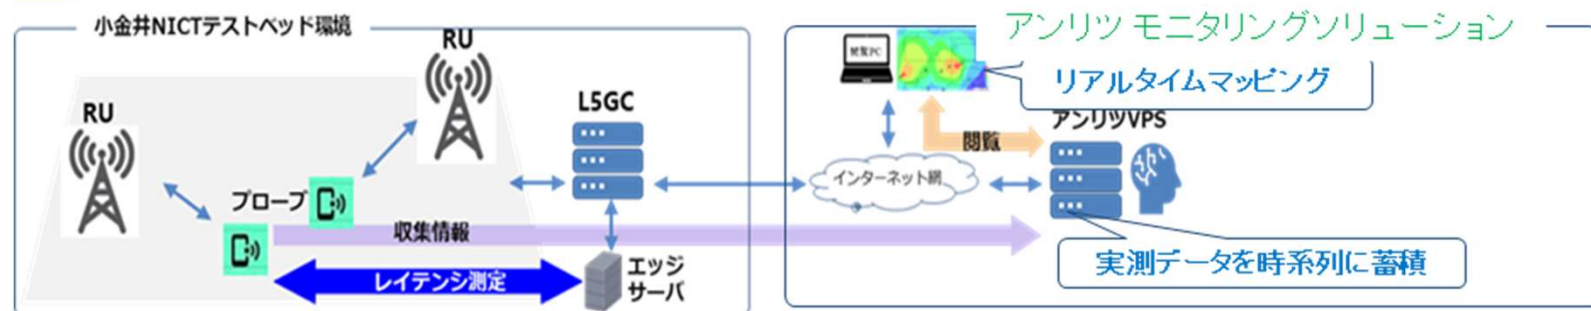 小金井NICTテストベッド環境
RU
RU
L5GC
プローブ
収集情報
レイテンシ測定
エッジ
サーバ
アンリツ モニタリングソリューション
閲覧PC
リアルタイムマッピング
アンリツVPS
閲覧
インターネット網
実測データを時系列に蓄積